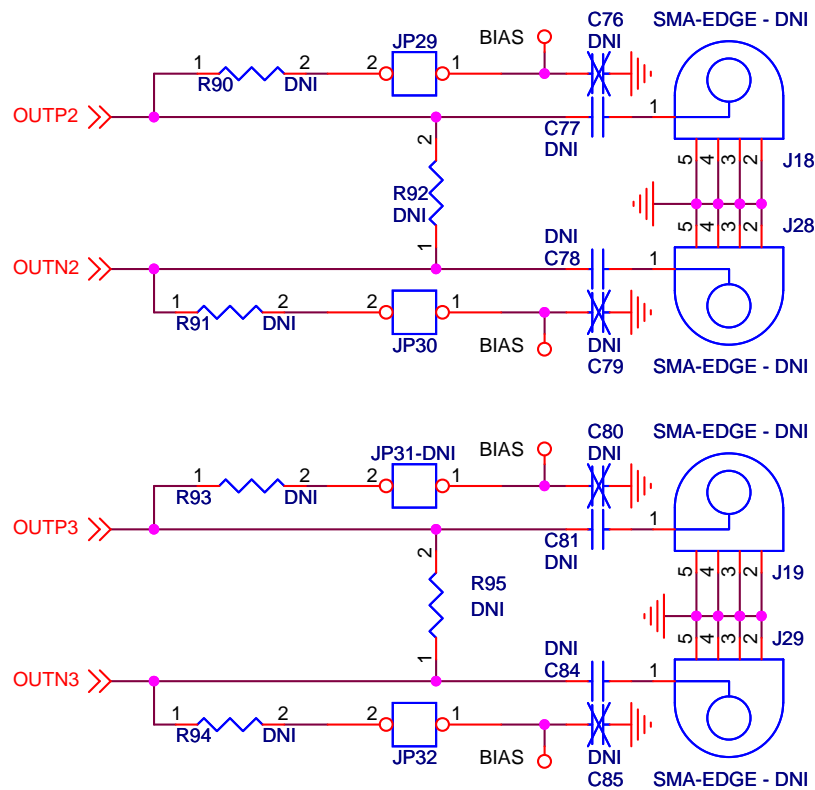 C76 SMA-EDGE - DNI
JP29 BIAS DNI
1 2 2 1
R90 DNI
OUTP2 C77 1
DNI
2 5 4 3 2 J18
R92
DNI
5 4 3 2 J28
1 DNI
OUTN2 C78 1
1 2 2 1
R91 DNI
JP30 BIAS DNI
C79 SMA-EDGE - DNI
C80 SMA-EDGE - DNI
JP31-DNI BIAS DNI
1 2 2 1
R93 DNI
OUTP3 C81 1
DNI
2 5 4 3 2 J19
R95
DNI
5 4 3 2 J29
1 DNI
OUTN3 C84 1
1 2 2 1
R94 DNI
JP32 BIAS DNI
C85 SMA-EDGE - DNI